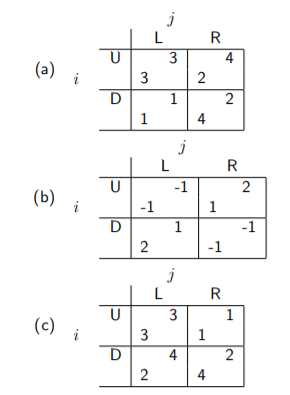 j
L R
U 3 4
(a) i 3 2
D 1 2
1 4
j
L R
U -1 2
(b) i -1 1
D 1 -1
2 -1
j
L R
U 3 1
(c) i 3 1
D 4 2
2 4